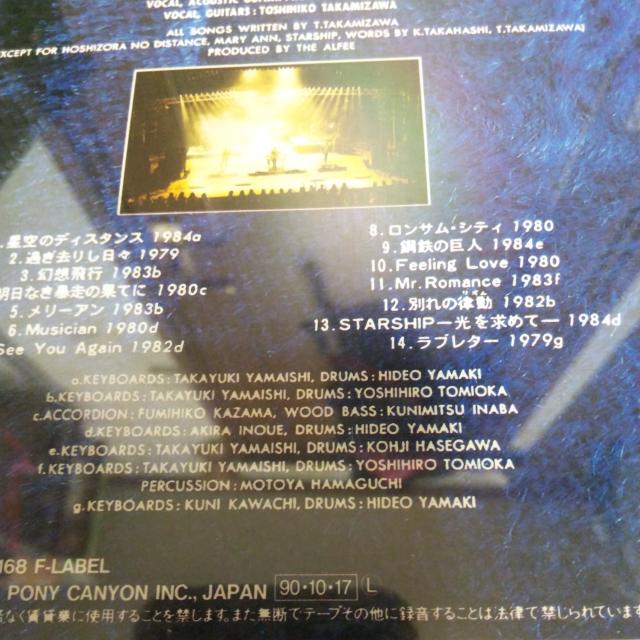 VOCAL, ACOUSTIC
VOCAL, GUITARS : TOSHIHIKO TAKAMIZAWA
ALL SONGS WRITTEN BY T.TAKAMIZAWA
EXCEPT FOR HOSHIZORA NO DISTANCE, MARY ANN, STARSHIP, WORDS BY K.TAKAHASHI, T.TAKAMIZAWA)
PRODUCED BY THE ALFEE
星空のディスタンス 1984a
2.過ぎ去りし日々 1979
3.幻想飛行 1983b
明日なき暴走の果てに 1980c
5.メリーアン 1983b
6.Musician 1980d
See You Again 1982d
8.ロンサム・シティ 1980
9.鋼鉄の巨人 1984e
10.Feeling Love 1980
11.Mr.Romance 1983f
12.別れの律動 1982b
13.STARSHIP—光を求めて— 1984d
14.ラブレター 1979g
a.KEYBOARDS : TAKAYUKI YAMAISHI, DRUMS : HIDEO YAMAKI
b.KEYBOARDS : TAKAYUKI YAMAISHI, DRUMS : YOSHIHIRO TOMIOKA
c.ACCORDION : FUMIHIKO KAZAMA, WOOD BASS : KUNIMITSU INABA
d.KEYBOARDS : AKIRA INOUE, DRUMS : HIDEO YAMAKI
e.KEYBOARDS : TAKAYUKI YAMAISHI, DRUMS : KOHJI HASEGAWA
f.KEYBOARDS : TAKAYUKI YAMAISHI, DRUMS : YOSHIHIRO TOMIOKA
PERCUSSION : MOTOYA HAMAGUCHI
g.KEYBOARDS : KUNI KAWACHI, DRUMS : HIDEO YAMAKI
168 F-LABEL
PONY CANYON INC., JAPAN 90・10・17 L
なく賃貸業に使用することを禁じます。また無断でテープその他に録音することは法律で禁じられています